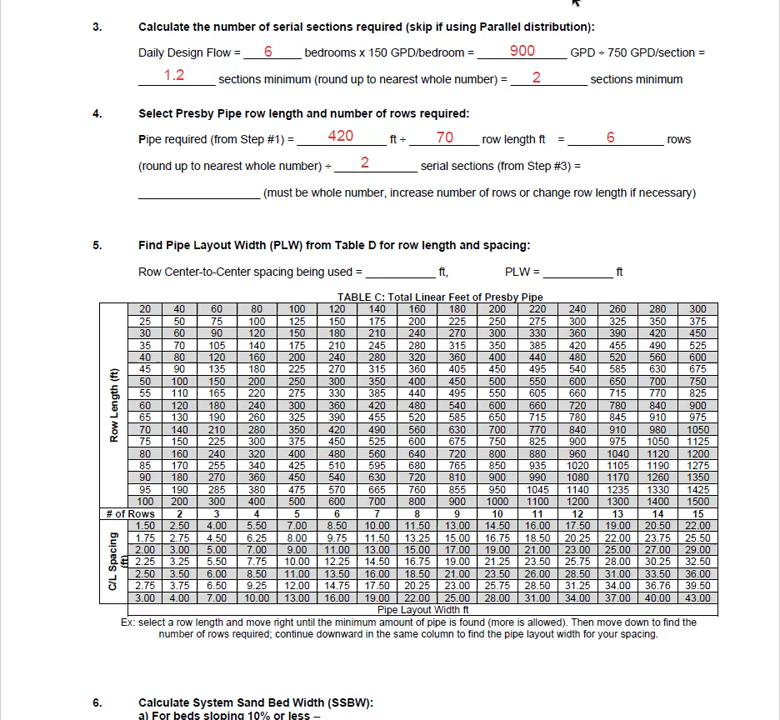 3. Calculate the number of serial sections required (skip if using Parallel distribution):
Daily Design Flow = ___6___ bedrooms x 150 GPD/bedroom = ___900___ GPD ÷ 750 GPD/section =
___1.2___ sections minimum (round up to nearest whole number) = ___2___ sections minimum
4. Select Presby Pipe row length and number of rows required:
Pipe required (from Step #1) = ___420___ ft ÷ ___70___ row length ft = ___6___ rows
(round up to nearest whole number) ÷ ___2___ serial sections (from Step #3) =
___________ (must be whole number, increase number of rows or change row length if necessary)
5. Find Pipe Layout Width (PLW) from Table D for row length and spacing:
Row Center-to-Center spacing being used = _______ ft, PLW = _______ ft
TABLE C: Total Linear Feet of Presby Pipe
Row Length (ft)
20 40 60 80 100 120 140 160 180 200 220 240 260 280 300
25 50 75 100 125 150 175 200 225 250 275 300 325 350 375
30 60 90 120 150 180 210 240 270 300 330 360 390 420 450
35 70 105 140 175 210 245 280 315 350 385 420 455 490 525
40 80 120 160 200 240 280 320 360 400 440 480 520 560 600
45 90 135 180 225 270 315 360 405 450 495 540 585 630 675
50 100 150 200 250 300 350 400 450 500 550 600 650 700 750
55 110 165 220 275 330 385 440 495 550 605 660 715 770 825
60 120 180 240 300 360 420 480 540 600 660 720 780 840 900
65 130 190 260 325 390 455 520 585 650 715 780 845 910 975
70 140 210 280 350 420 490 560 630 700 770 840 910 980 1050
75 150 225 300 375 450 525 600 675 750 825 900 975 1050 1125
80 160 240 320 400 480 560 640 720 800 880 960 1040 1120 1200
85 170 255 340 425 510 595 680 765 850 935 1020 1105 1190 1275
90 180 270 360 450 540 630 720 810 900 990 1080 1170 1260 1350
95 190 285 380 475 570 665 760 855 950 1045 1140 1235 1330 1425
100 200 300 400 500 600 700 800 900 1000 1100 1200 1300 1400 1500
# of Rows 2 3 4 5 6 7 8 9 10 11 12 13 14 15
C/L Spacing (ft)
1.50 2.50 4.00 5.50 7.00 8.50 10.00 11.50 13.00 14.50 16.00 17.50 19.00 20.50 22.00
1.75 2.75 4.50 6.25 8.00 9.75 11.50 13.25 15.00 16.75 18.50 20.25 22.00 23.75 25.50
2.00 3.00 5.00 7.00 9.00 11.00 13.00 15.00 17.00 19.00 21.00 23.00 25.00 27.00 29.00
2.25 3.25 5.50 7.75 10.00 12.25 14.50 16.75 19.00 21.25 23.50 25.75 28.00 30.25 32.50
2.50 3.50 6.00 8.50 11.00 13.50 16.00 18.50 21.00 23.50 26.00 28.50 31.00 33.50 36.00
2.75 3.75 6.50 9.25 12.00 14.75 17.50 20.25 23.00 25.75 28.50 31.25 34.00 36.76 39.50
3.00 4.00 7.00 10.00 13.00 16.00 19.00 22.00 25.00 28.00 31.00 34.00 37.00 40.00 43.00
Pipe Layout Width ft
Ex: select a row length and move right until the minimum amount of pipe is found (more is allowed). Then move down to find the
number of rows required; continue downward in the same column to find the pipe layout width for your spacing.
6. Calculate System Sand Bed Width (SSBW):
a) For beds sloping 10% or less –